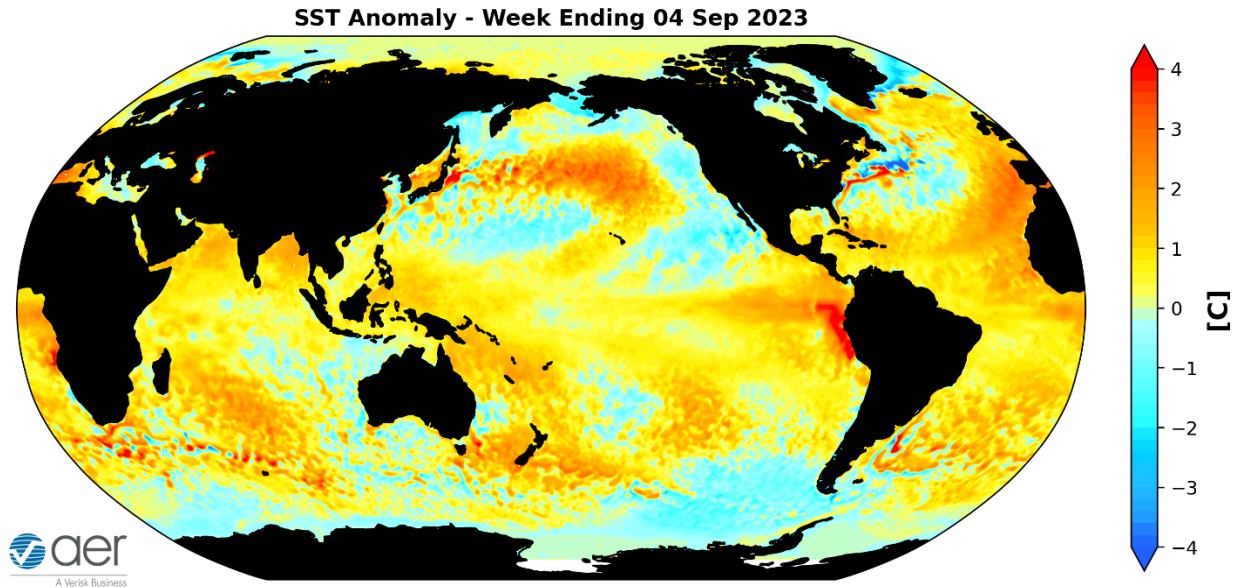 SST Anomaly - Week Ending 04 Sep 2023
4
3
2
1
0
−1
−2
−3
−4
[C]
aer
A Verisk Business